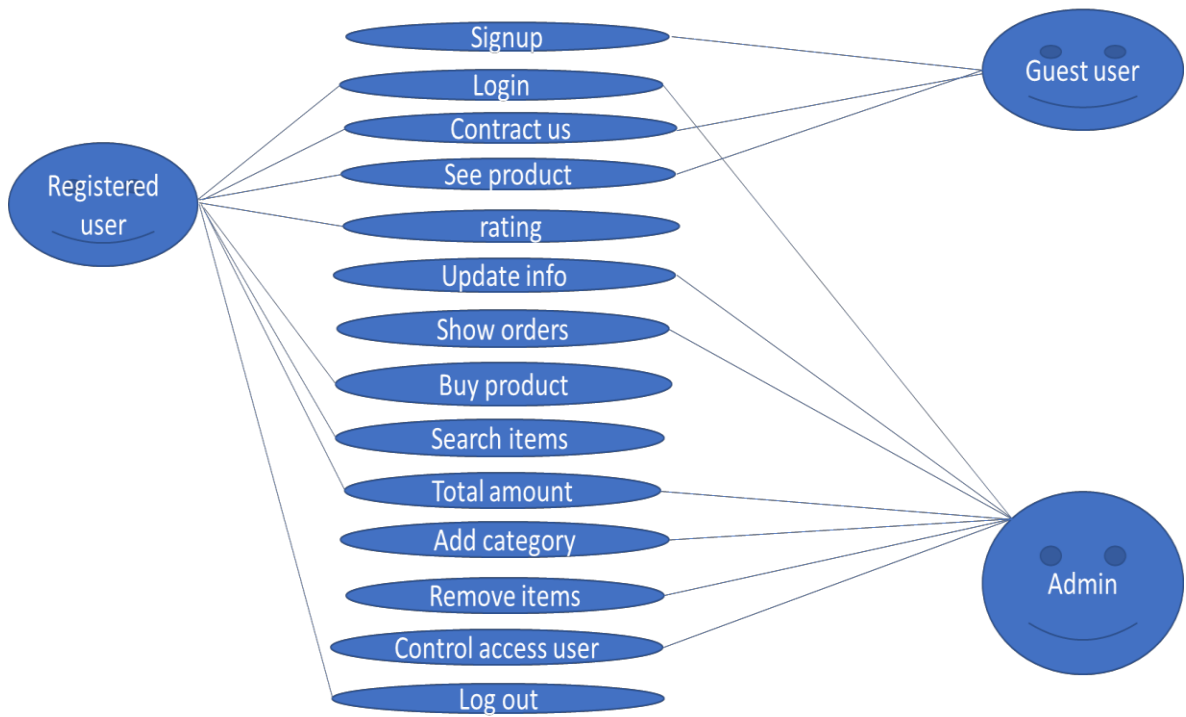 Signup
Guest user
Login
Contract us
See product
Registered
user
rating
Update info
Show orders
Buy product
Search items
Total amount
Add category
Remove items
Admin
Control access user
Log out